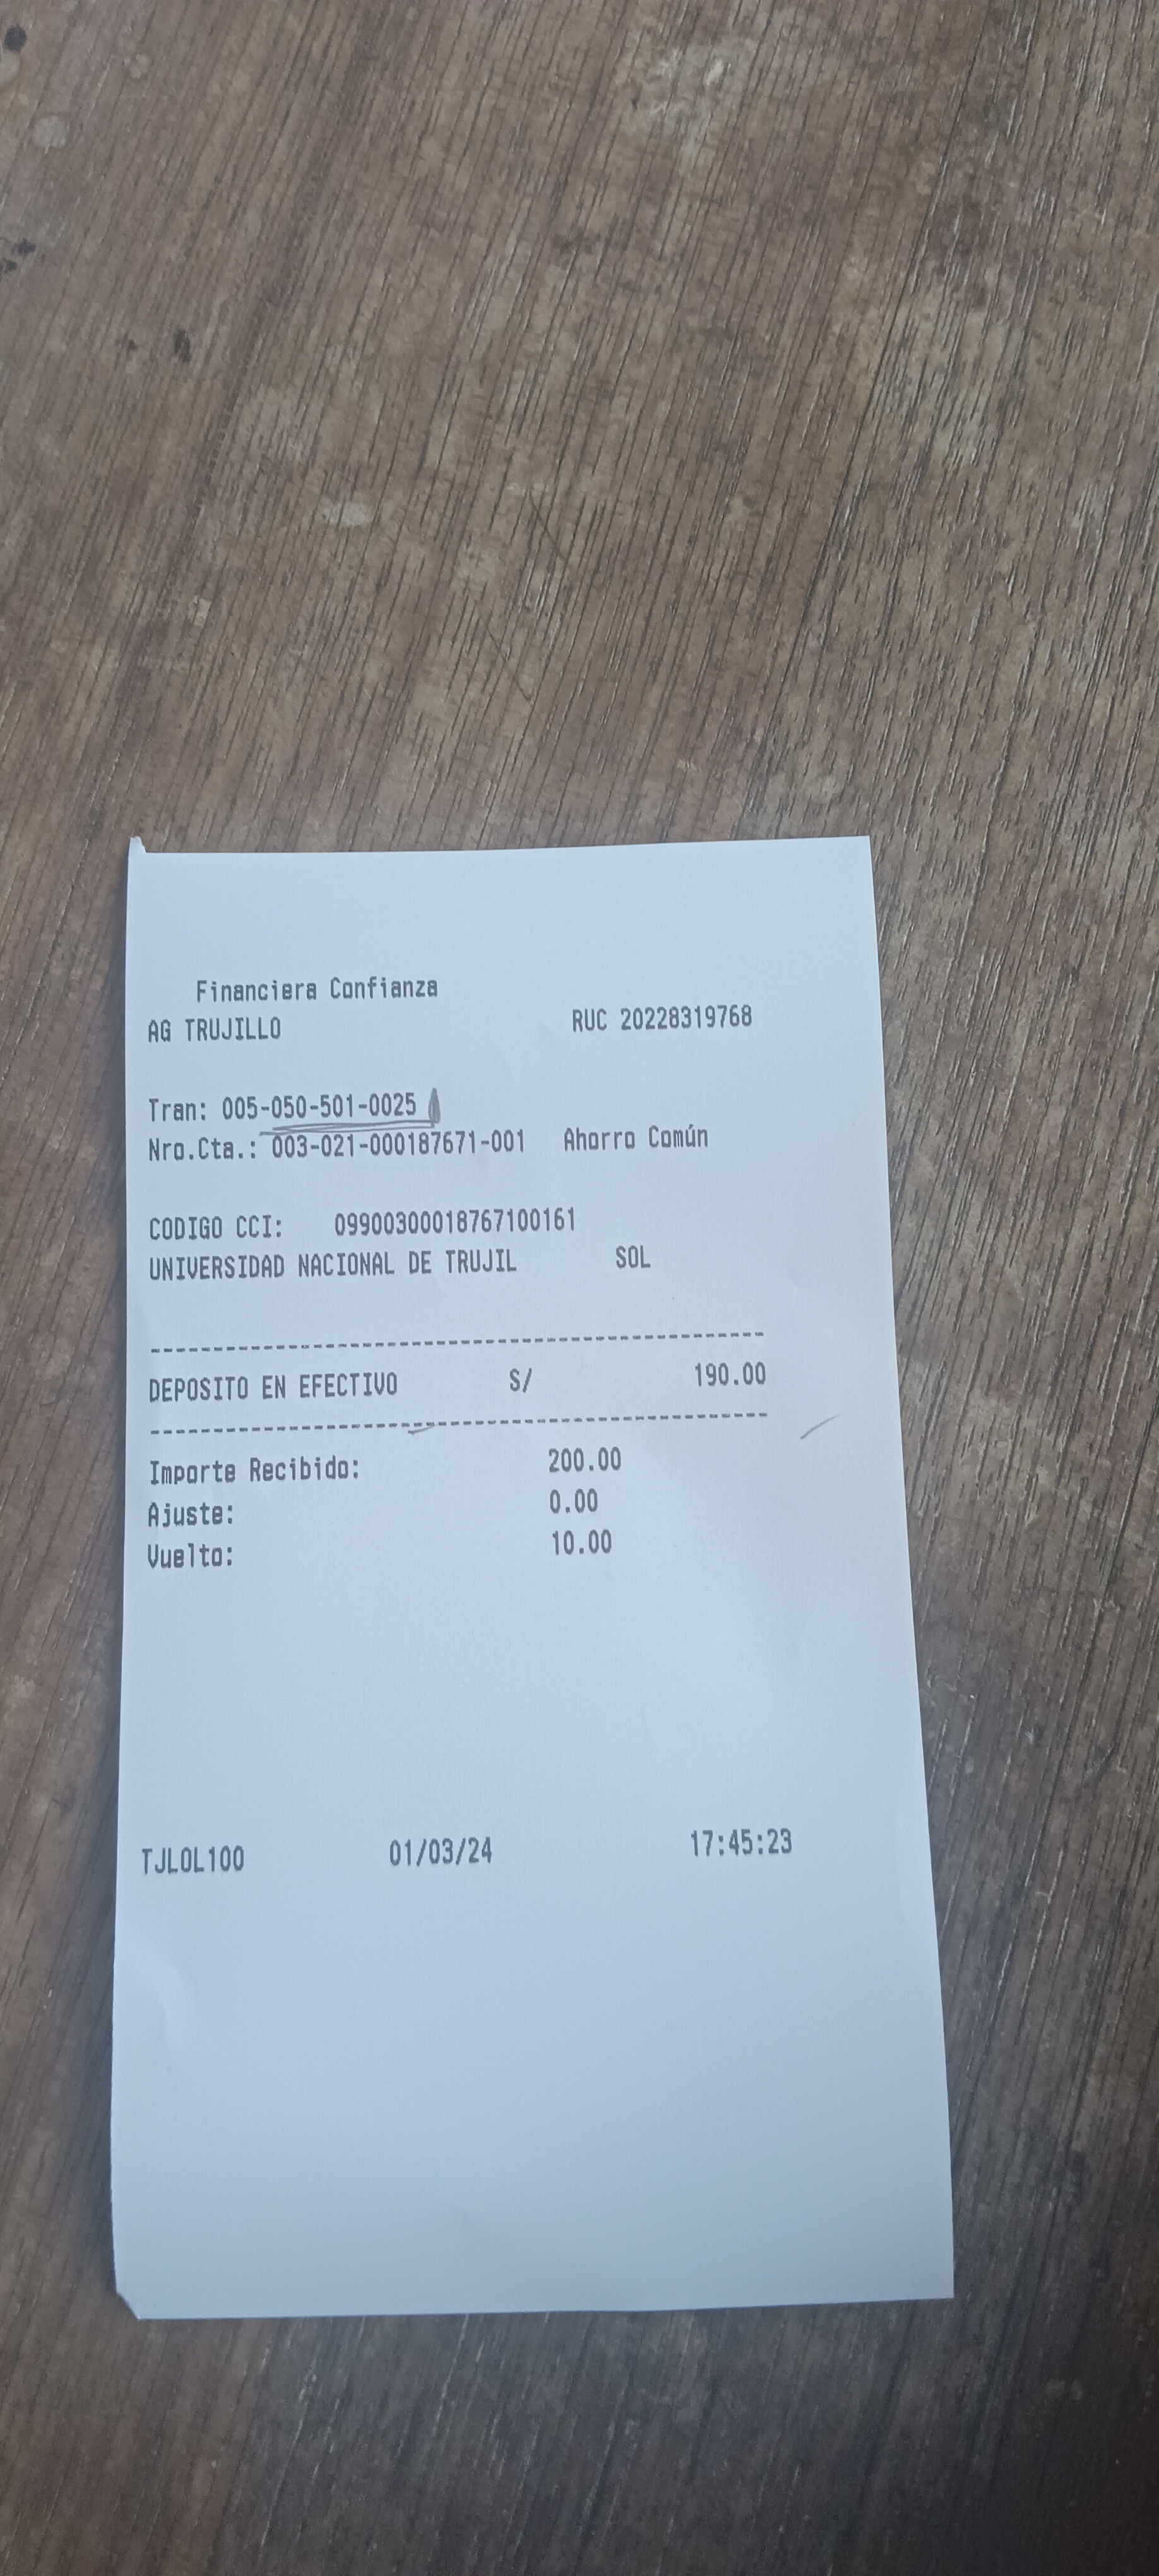 Financiera Confianza
AG TRUJILLO RUC 20228319768
Tran: 005-050-501-0025
Nro.Cta.: 003-021-000187671-001 Ahorro Común
CODIGO CCI: 09900300018767100161
UNIVERSIDAD NACIONAL DE TRUJIL SOL
--------------------------------------------------
DEPOSITO EN EFECTIVO S/ 190.00
--------------------------------------------------
Importe Recibido: 200.00
Ajuste: 0.00
Vuelto: 10.00
TJLOL100 01/03/24 17:45:23